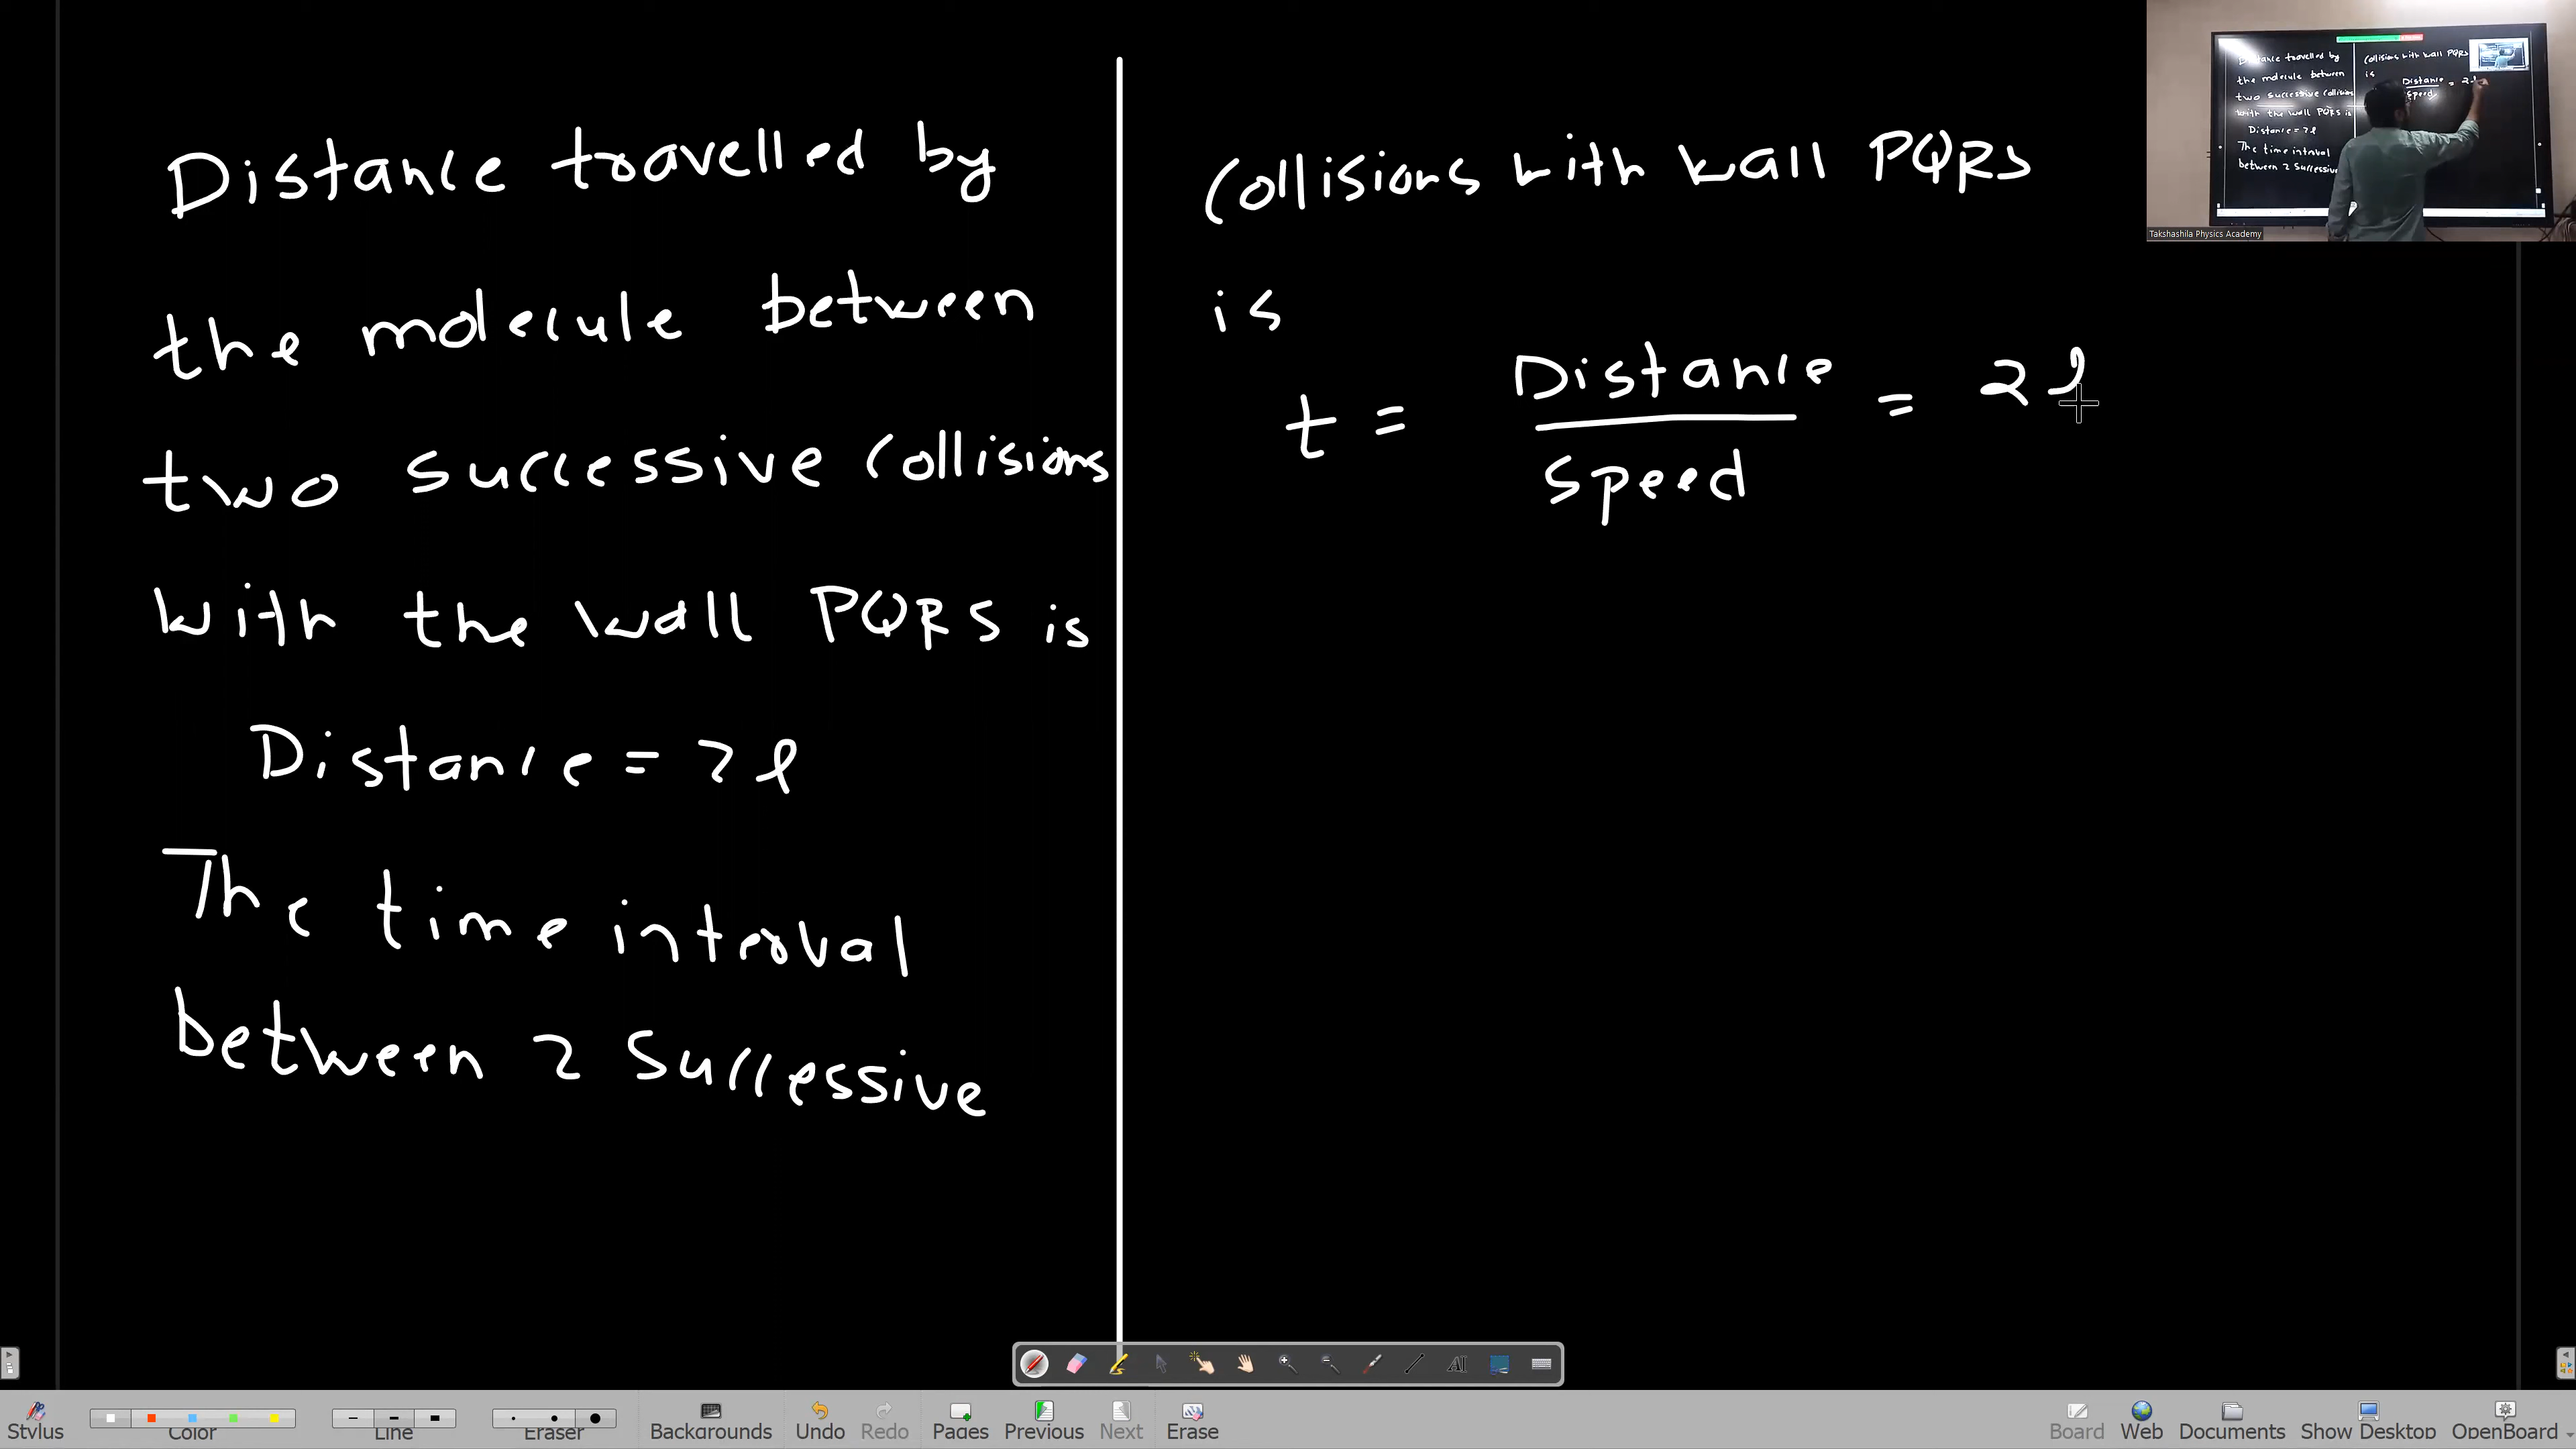 Distance travelled by
the molecule between
two successive collisions
with the wall PQRS is
Distance = 2l
The time interval
between 2 successive
Collisions with wall PQRS
is
t = Distance / Speed = 2l
Takshashila Physics Academy
Stylus
Color
Line
Eraser
Backgrounds
Undo
Redo
Pages
Previous
Next
Erase
Board
Web
Documents
Show Desktop
OpenBoard